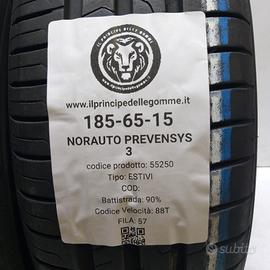 IL PRINCIPE DELLE GOMME
www.ilprincipedellegomme.it
185-65-15
NORAUTO PREVENSYS
3
codice prodotto: 55250
Tipo: ESTIVI
COD:
Battistrada: 90%
Codice Velocità: 88T
FILA: 57
subito